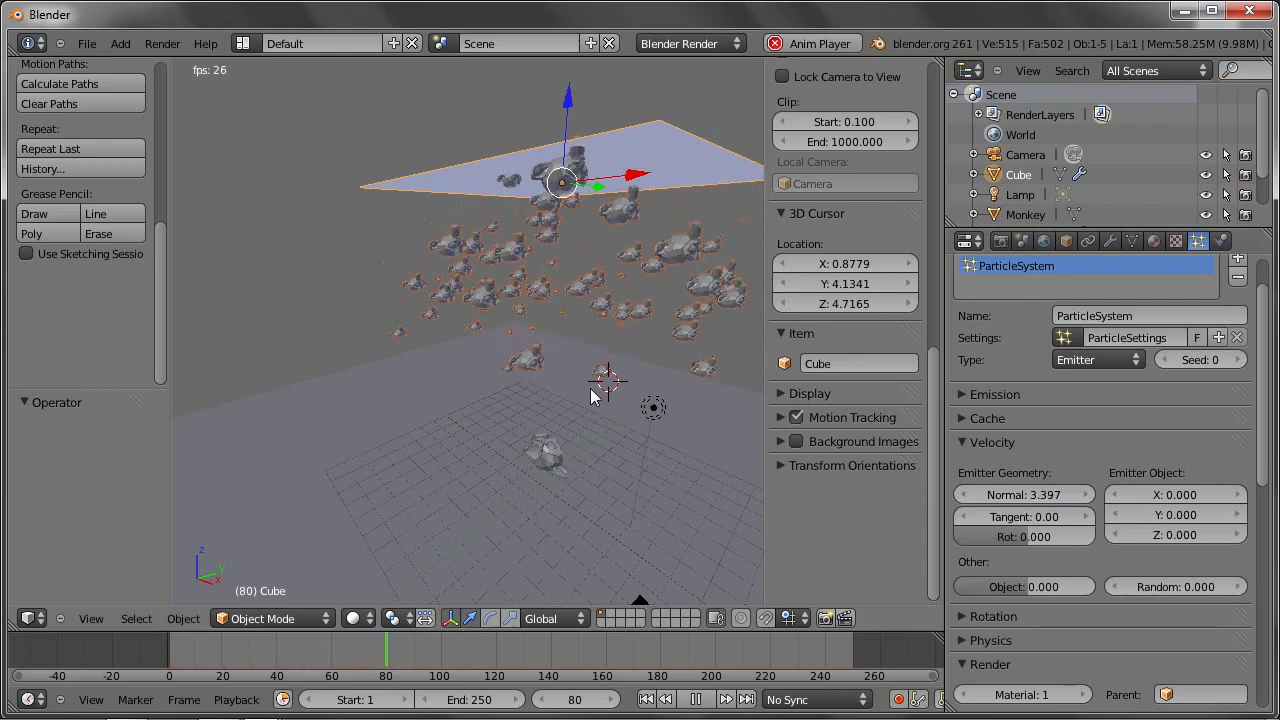 Blender
File Add Render Help Default Scene Blender Render Anim Player blender.org 261 | Ve:515 | Fa:502 | Ob:1-5 | La:1 | Mem:58.25M (9.98M) |
Motion Paths:
Calculate Paths
Clear Paths
Repeat:
Repeat Last
History...
Grease Pencil:
Draw Line
Poly Erase
Use Sketching Sessio
Operator
fps: 26
z
y
x
(80) Cube
Lock Camera to View
Clip:
Start: 0.100
End: 1000.000
Local Camera:
Camera
3D Cursor
Location:
X: 0.8779
Y: 4.1341
Z: 4.7165
Item
Cube
Display
Motion Tracking
Background Images
Transform Orientations
View Search All Scenes
Scene
RenderLayers
World
Camera
Cube
Lamp
Monkey
ParticleSystem
Name: ParticleSystem
Settings: ParticleSettings F
Type: Emitter Seed: 0
Emission
Cache
Velocity
Emitter Geometry: Emitter Object:
Normal: 3.397 X: 0.000
Tangent: 0.00 Y: 0.000
Rot: 0.000 Z: 0.000
Other:
Object: 0.000 Random: 0.000
Rotation
Physics
Render
Material: 1 Parent:
View Select Object Object Mode Global
-40 -20 0 20 40 60 80 100 120 140 160 180 200 220 240 260
View Marker Frame Playback Start: 1 End: 250 80 No Sync